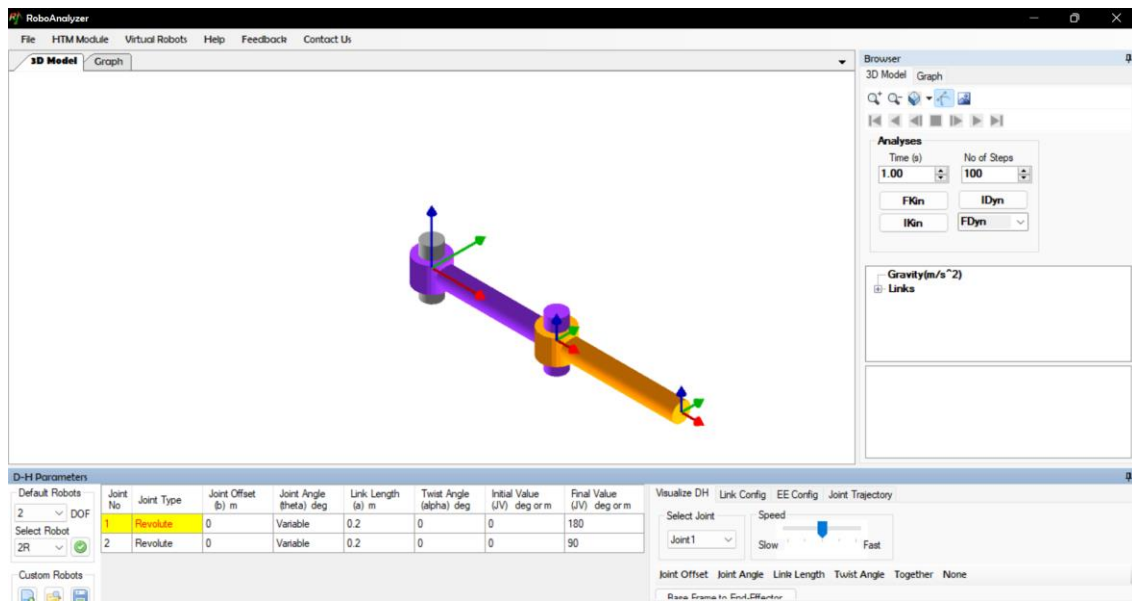 RoboAnalyzer
File HTM Module Virtual Robots Help Feedback Contact Us
3D Model Graph
Browser
3D Model Graph
Analyses
Time (s) No of Steps
1.00 100
FKin IDyn
IKin FDyn
Gravity(m/s^2)
Links
D-H Parameters
Default Robots
2 DOF
Select Robot
2R
Custom Robots
Joint No Joint Type Joint Offset (b) m Joint Angle (theta) deg Link Length (a) m Twist Angle (alpha) deg Initial Value (JV) deg or m Final Value (JV) deg or m
1 Revolute 0 Variable 0.2 0 0 180
2 Revolute 0 Variable 0.2 0 0 90
Visualize DH Link Config EE Config Joint Trajectory
Select Joint Speed
Joint1 Slow Fast
Joint Offset Joint Angle Link Length Twist Angle Together None
Base Frame to End-Effector